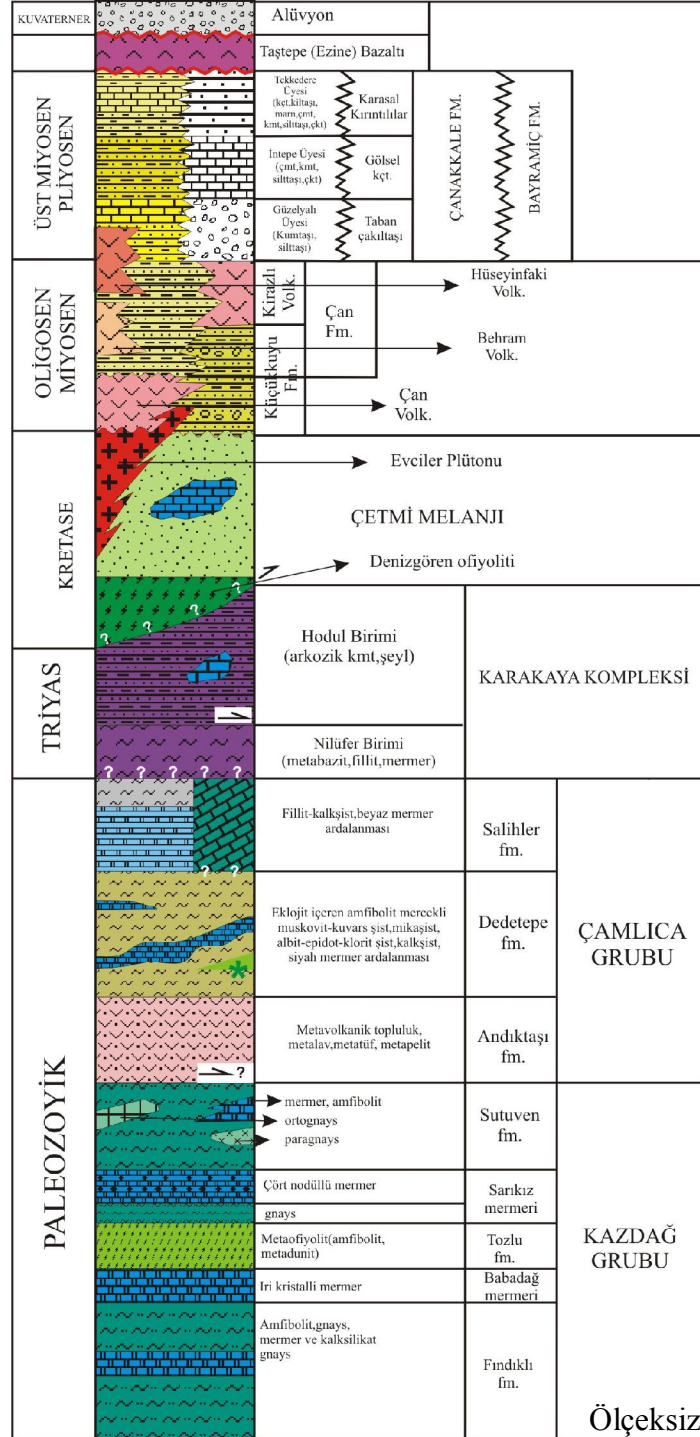 KUVATERNER
Alüvyon
Taştepe (Ezine) Bazaltı
ÜST MİYOSEN
PLİYOSEN
Tekkedere
Üyesi
(kçt,kiltaşı,
marn,çmt,
kmt,silttaşı,çkt)
Karasal
Kırıntılılar
İntepe Üyesi
(çmt,kmt,
silttaşı,çkt)
Gölsel
kçt.
Güzelyalı
Üyesi
(Kumtaşı,
silttaşı)
Taban
çakıltaşı
ÇANAKKALE FM.
BAYRAMİÇ FM.
OLİGOSEN
MİYOSEN
Kirazlı
Volk.
Küçükkuyu
Fm.
Çan
Fm.
Hüseyinfaki
Volk.
Behram
Volk.
Çan
Volk.
KRETASE
Evciler Plütonu
ÇETMİ MELANJI
Denizgören ofiyoliti
?
?
?
?
TRİYAS
Hodul Birimi
(arkozik kmt,şeyl)
KARAKAYA KOMPLEKSİ
Nilüfer Birimi
(metabazit,fillit,mermer)
? ? ? ? ?
PALEOZOYİK
Fillit-kalkşist,beyaz mermer
ardalanması
Salihler
fm.
? ?
Eklojit içeren amfibolit mercekli
muskovit-kuvars şist,mikaşist,
albit-epidot-klorit şist,kalkşist,
siyah mermer ardalanması
Dedetepe
fm.
ÇAMLICA
GRUBU
Metavolkanik topluluk,
metalav,metatüf, metapelit
Andıktaşı
fm.
?
mermer, amfibolit
ortognays
paragnays
Sutuven
fm.
Çört nodüllü mermer
gnays
Sarıkız
mermeri
Metaofiyolit(amfibolit,
metadunit)
Tozlu
fm.
KAZDAĞ
GRUBU
Iri kristalli mermer
Babadağ
mermeri
Amfibolit,gnays,
mermer ve kalksilikat
gnays
Fındıklı
fm.
Ölçeksiz